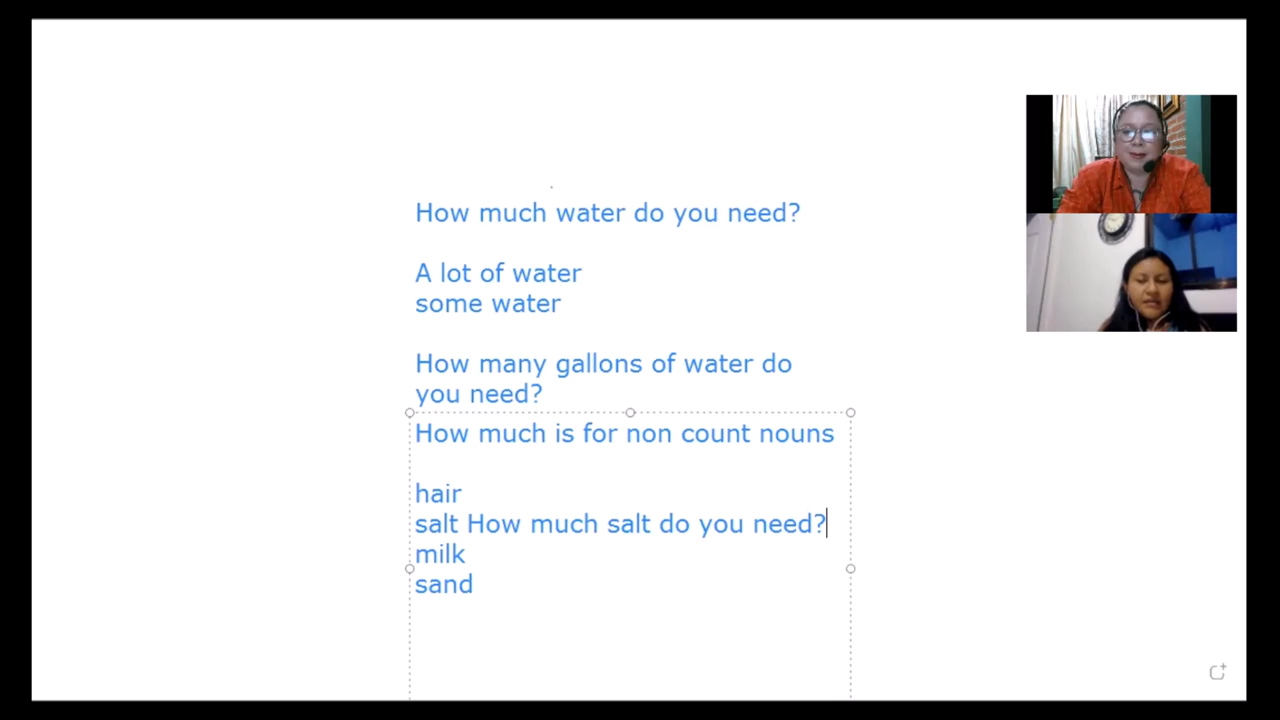 How much water do you need?
A lot of water
some water
How many gallons of water do
you need?
How much is for non count nouns
hair
salt How much salt do you need?
milk
sand